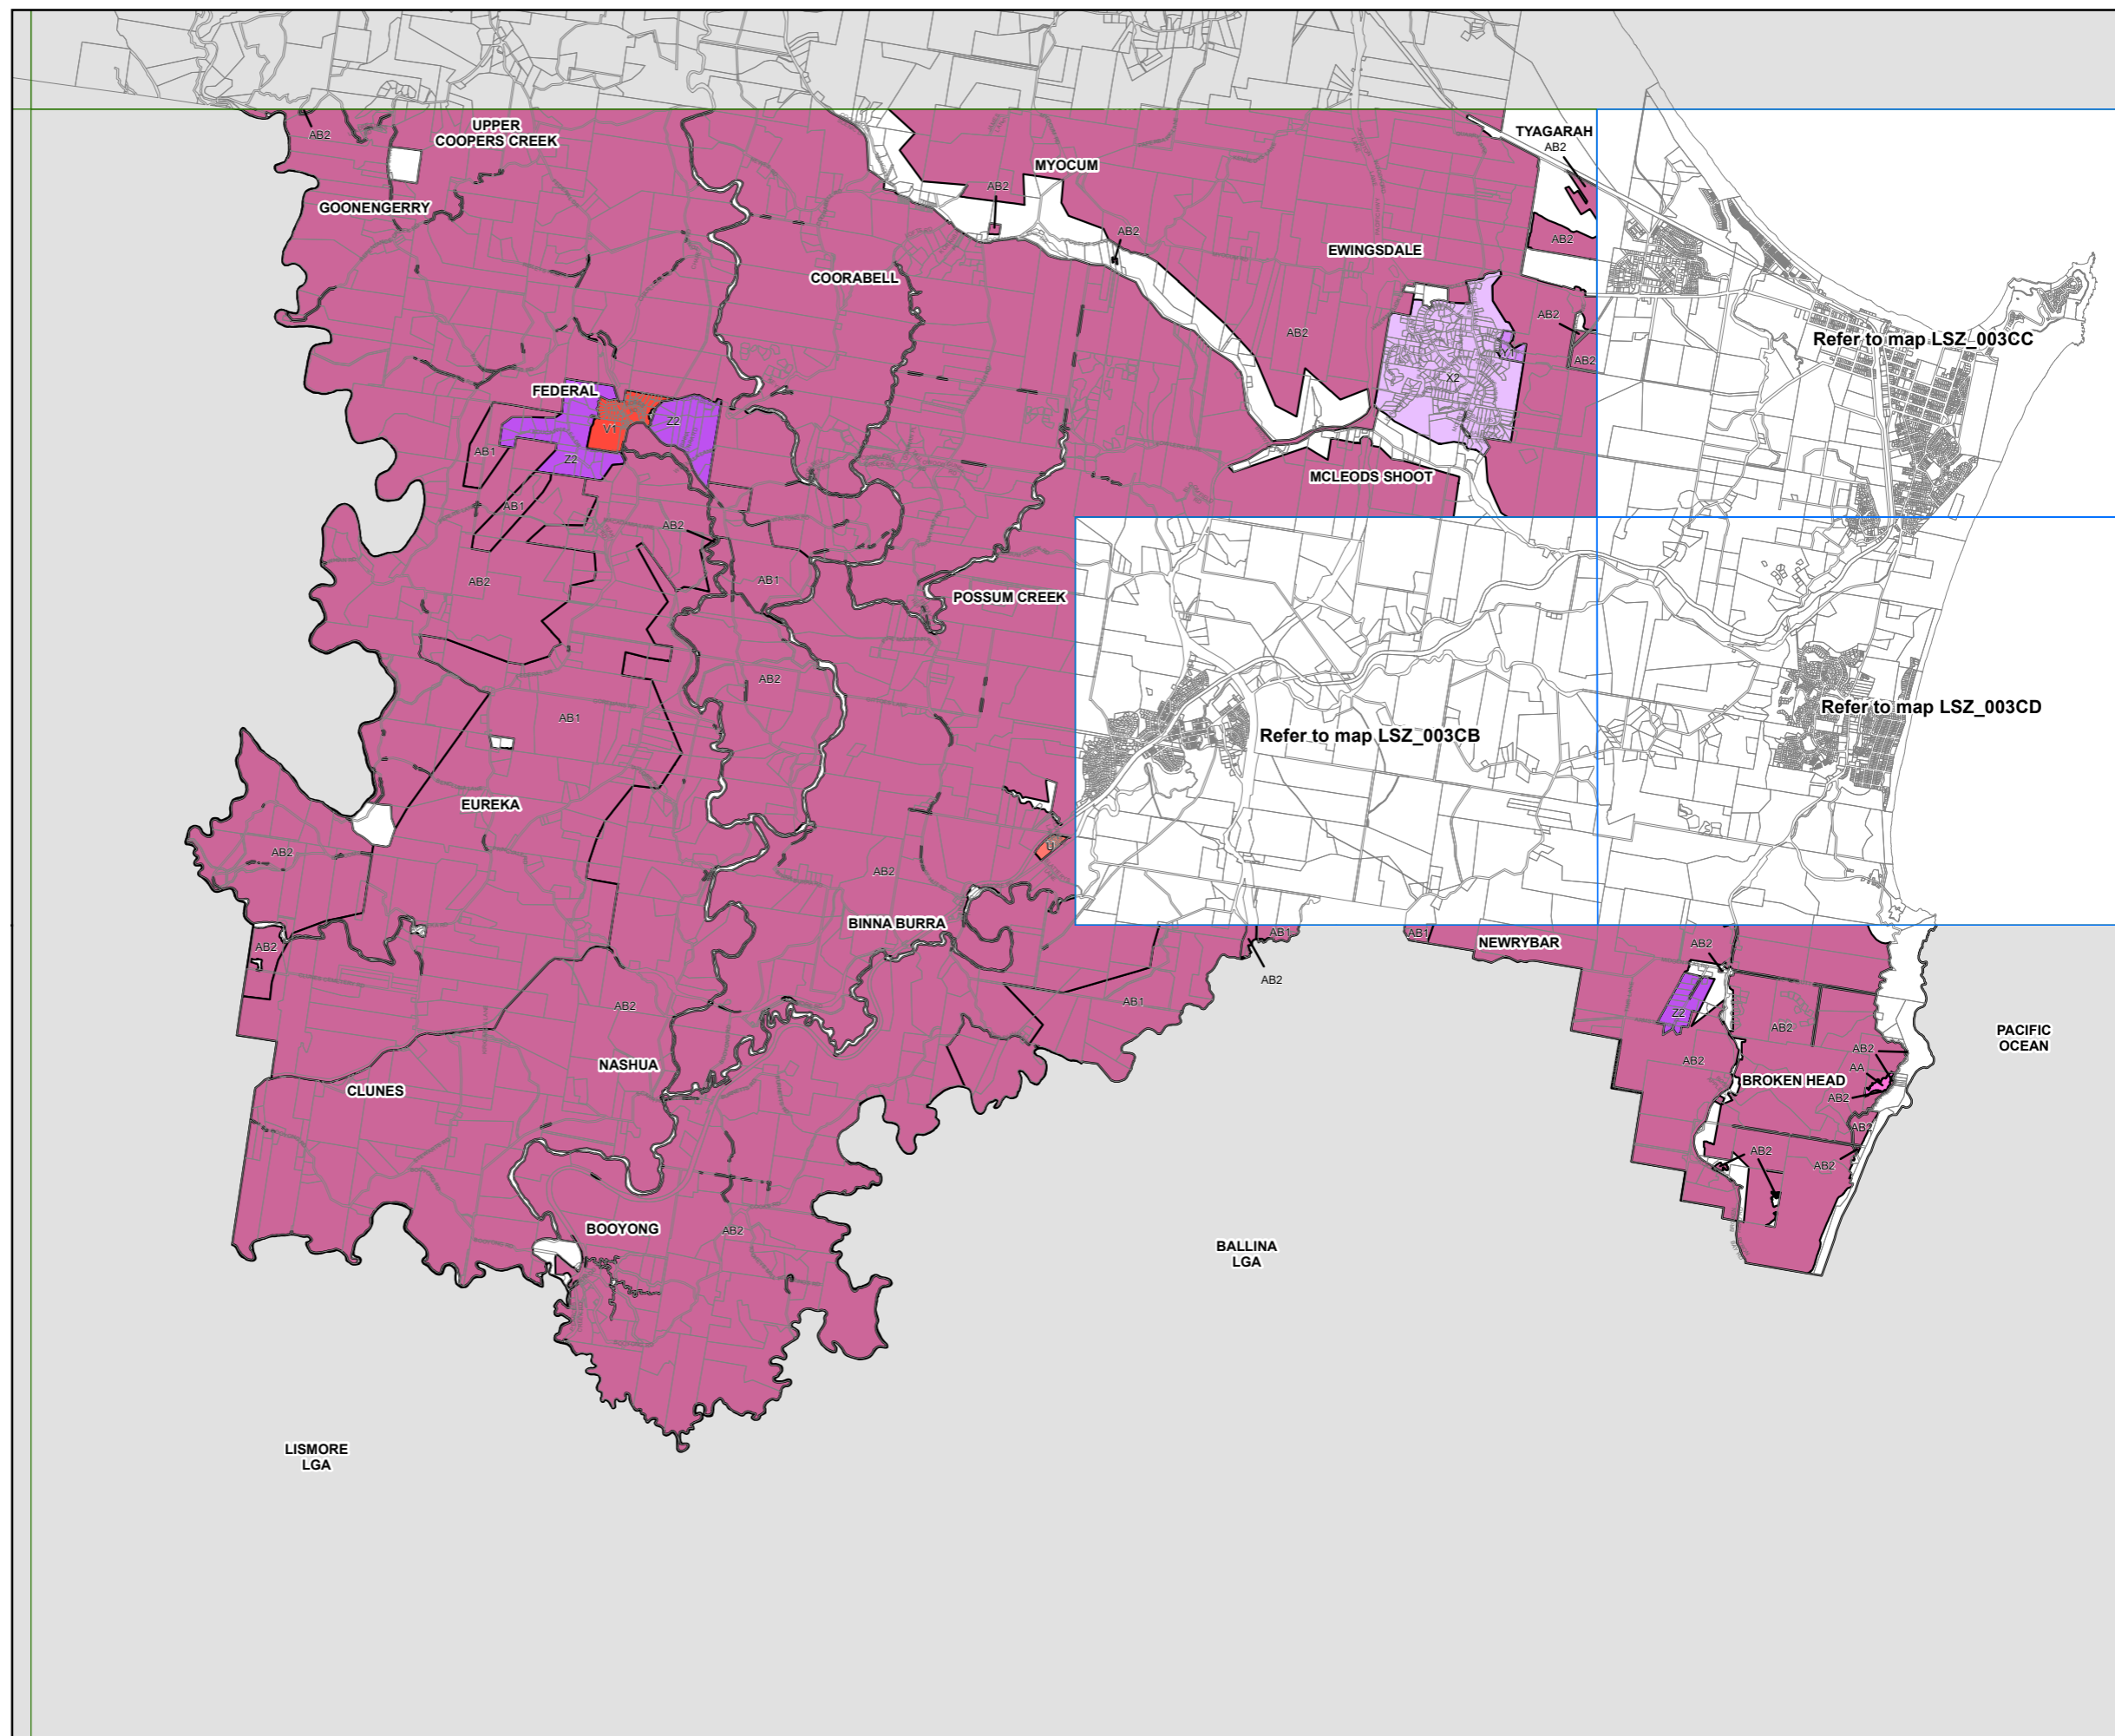 UPPER
COOPERS CREEK
AB2
TYAGARAH
AB2
MYOCUM
AB2
GOONENGERRY
AB2
AB2
EWINGSDALE
COORABELL
AB2
AB2
Refer to map LSZ_003CC
Y1
AB2
X2
FEDERAL
V1
Z2
AB1
Z2
MCLEODS SHOOT
AB1
AB2
AB2
AB1
POSSUM CREEK
AB2
AB1
Refer to map LSZ_003CD
Refer to map LSZ_003CB
EUREKA
AB2
U
AB2
BINNA BURRA
AB2
AB1
AB1
NEWRYBAR
AB2
AB2
AB2
AB1
Z2
AB2
PACIFIC
OCEAN
NASHUA
AB2
AB2
AA
CLUNES
BROKEN HEAD
AB2
AB2
AB2
AB2
BOOYONG
AB2
BALLINA
LGA
LISMORE
LGA